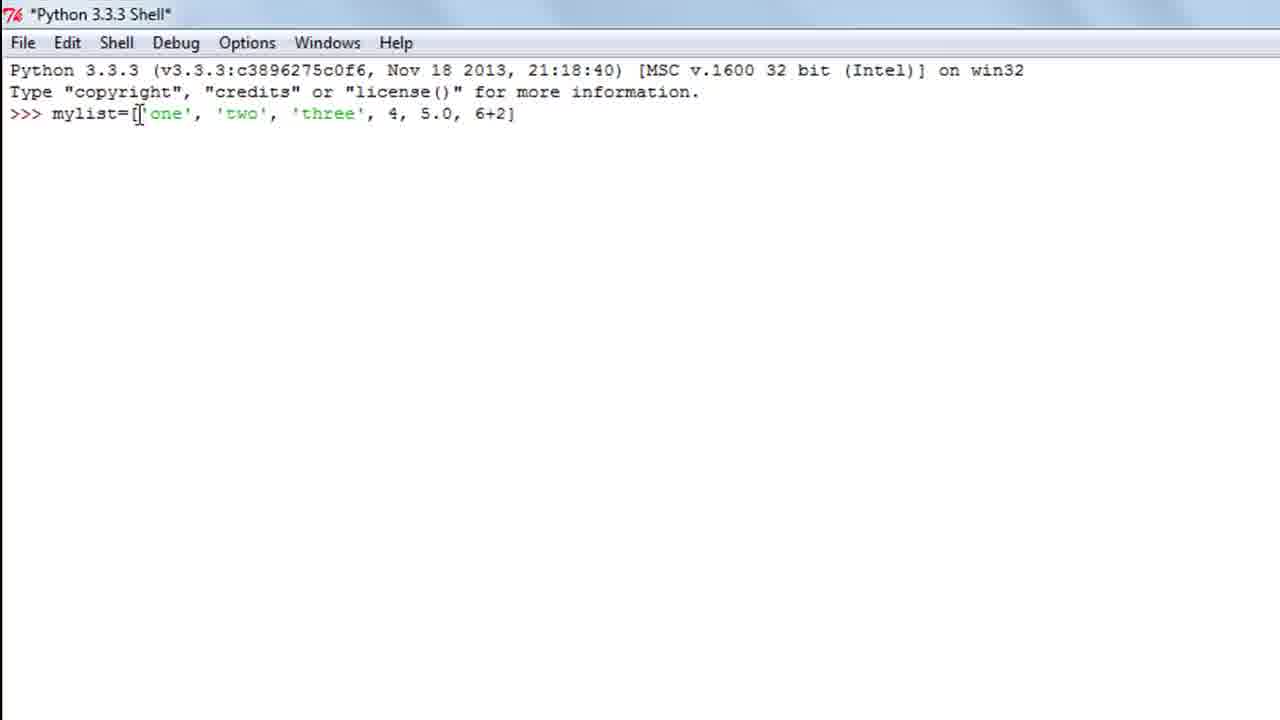 *Python 3.3.3 Shell*
File Edit Shell Debug Options Windows Help
Python 3.3.3 (v3.3.3:c3896275c0f6, Nov 18 2013, 21:18:40) [MSC v.1600 32 bit (Intel)] on win32
Type "copyright", "credits" or "license()" for more information.
>>> mylist=['one', 'two', 'three', 4, 5.0, 6+2]